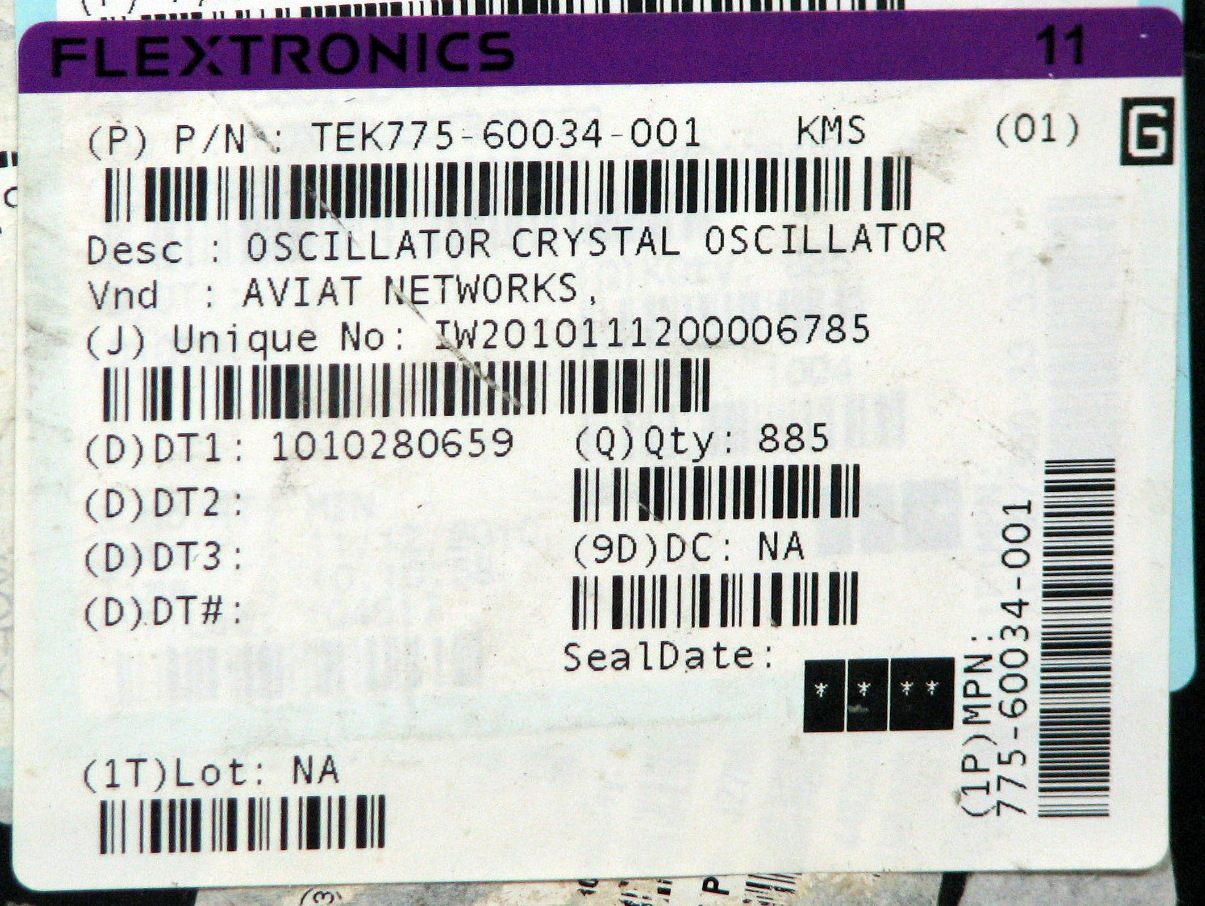 FLEXTRONICS 11
(P) P/N : TEK775-60034-001 KMS (01) G
Desc : OSCILLATOR CRYSTAL OSCILLATOR
Vnd : AVIAT NETWORKS,
(J) Unique No: IW2010111200006785
(D)DT1: 1010280659 (Q)Qty: 885
(D)DT2:
(9D)DC: NA
(D)DT3:
(D)DT#:
SealDate:
* * * *
(1T)Lot: NA
(1P)MPN:
775-60034-001